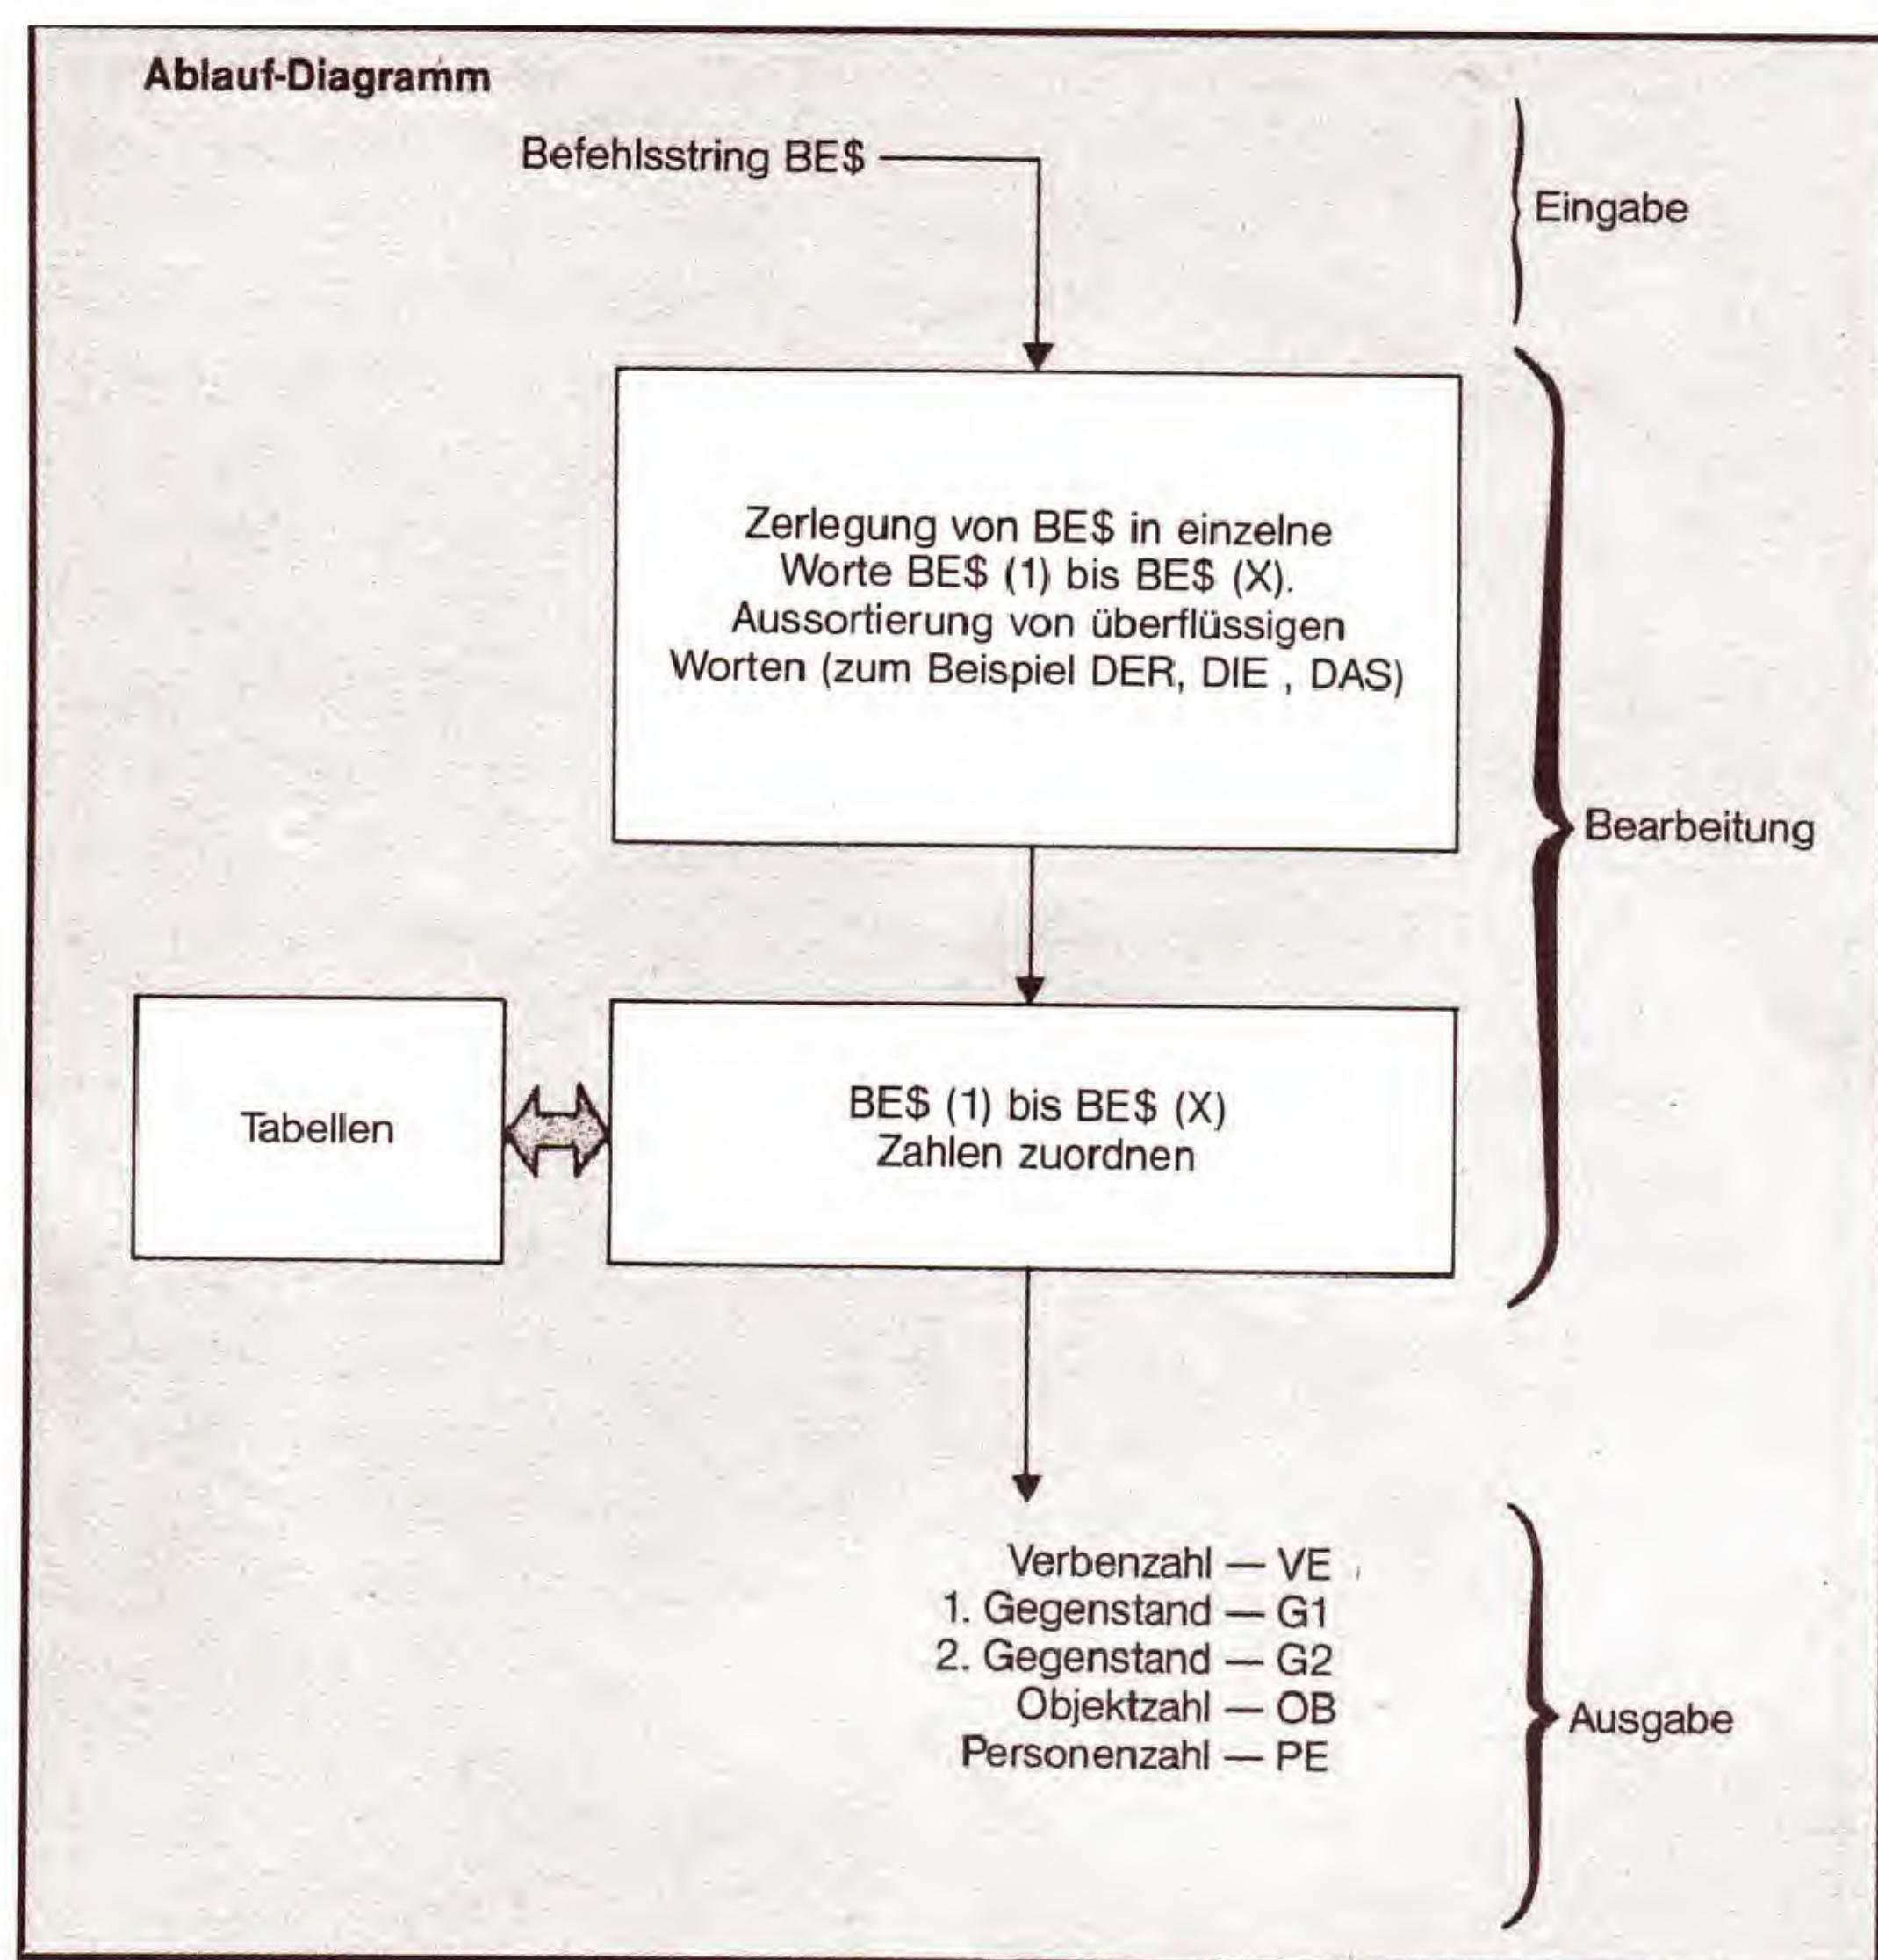 Ablauf-Diagramm
Befehlsstring BE$
Eingabe
Zerlegung von BE$ in einzelne
Worte BE$ (1) bis BE$ (X).
Aussortierung von überflüssigen
Worten (zum Beispiel DER, DIE , DAS)
Bearbeitung
Tabellen
BE$ (1) bis BE$ (X)
Zahlen zuordnen
Verbenzahl — VE
1. Gegenstand — G1
2. Gegenstand — G2
Objektzahl — OB
Personenzahl — PE
Ausgabe